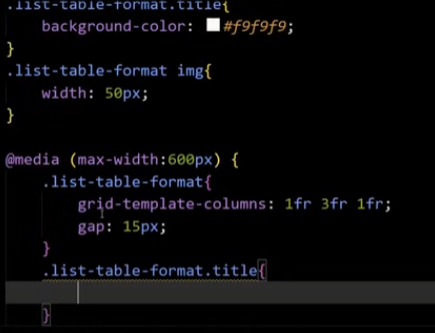 .list-table-format.title{
background-color: #f9f9f9;
}
.list-table-format img{
width: 50px;
}
@media (max-width:600px) {
.list-table-format{
grid-template-columns: 1fr 3fr 1fr;
gap: 15px;
}
.list-table-format.title{
}